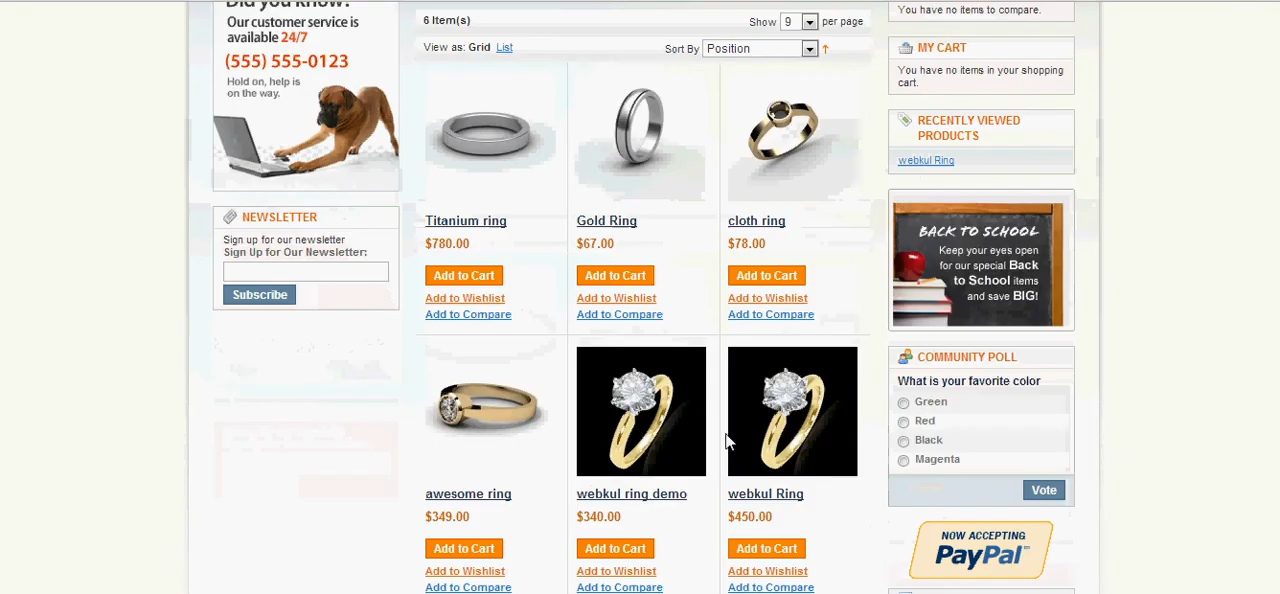 Did you know?
Our customer service is
available 24/7
(555) 555-0123
Hold on, help is
on the way.
NEWSLETTER
Sign up for our newsletter
Sign Up for Our Newsletter:
Subscribe
6 Item(s)
Show 9 per page
View as: Grid List
Sort By Position
Titanium ring
$780.00
Add to Cart
Add to Wishlist
Add to Compare
Gold Ring
$67.00
Add to Cart
Add to Wishlist
Add to Compare
cloth ring
$78.00
Add to Cart
Add to Wishlist
Add to Compare
awesome ring
$349.00
Add to Cart
Add to Wishlist
Add to Compare
webkul ring demo
$340.00
Add to Cart
Add to Wishlist
Add to Compare
webkul Ring
$450.00
Add to Cart
Add to Wishlist
Add to Compare
You have no items to compare.
MY CART
You have no items in your shopping
cart.
RECENTLY VIEWED
PRODUCTS
webkul Ring
BACK TO SCHOOL
Keep your eyes open
for our special Back
to School items
and save BIG!
COMMUNITY POLL
What is your favorite color
Green
Red
Black
Magenta
Vote
NOW ACCEPTING
PayPal™